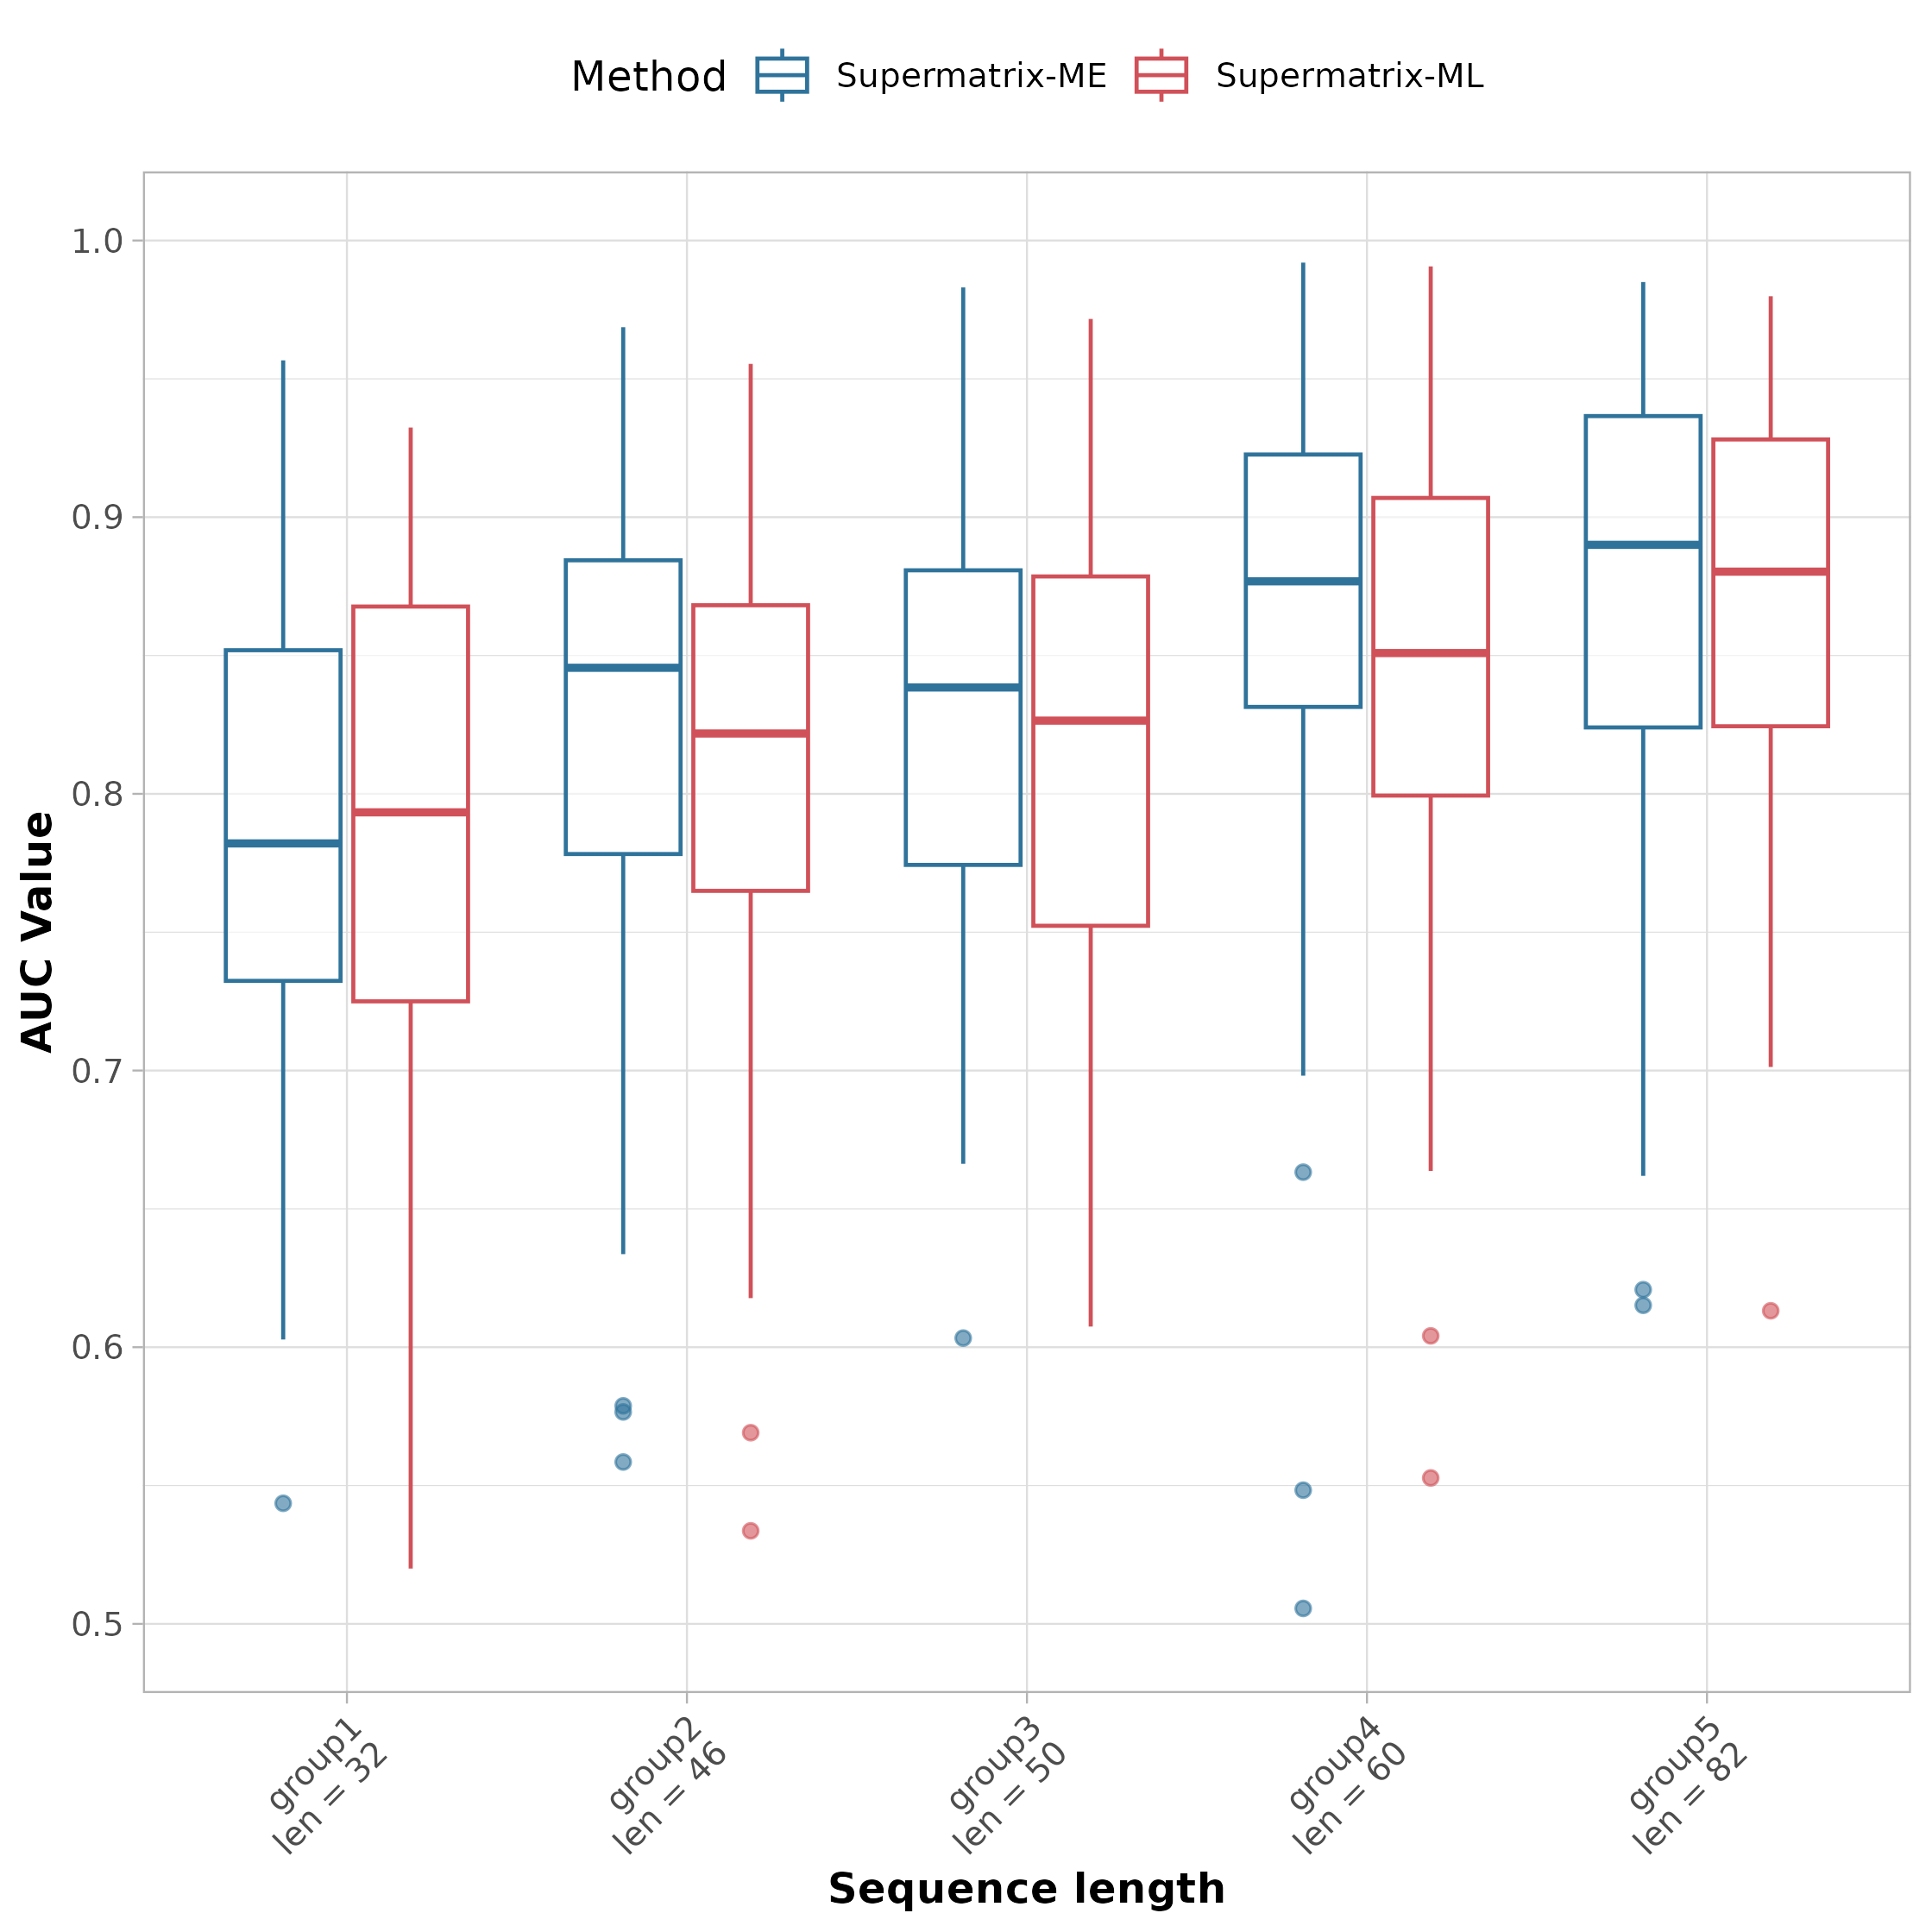 Method Supermatrix-ME Supermatrix-ML
AUC Value
1.0
0.9
0.8
0.7
0.6
0.5
group1
len = 32
group2
len = 46
group3
len = 50
group4
len = 60
group5
len = 82
Sequence length